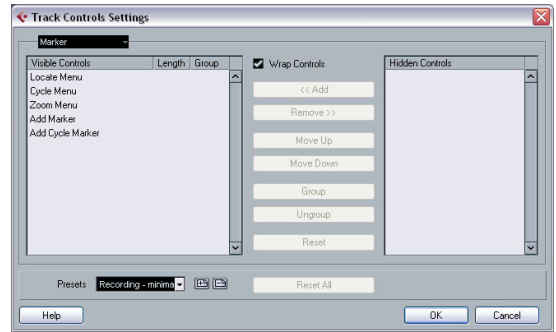 Track Controls Settings
Marker
Visible Controls Length Group
Locate Menu
Cycle Menu
Zoom Menu
Add Marker
Add Cycle Marker
Wrap Controls
<< Add
Remove >>
Move Up
Move Down
Group
Ungroup
Reset
Hidden Controls
Presets Recording - minima
Reset All
Help
OK
Cancel